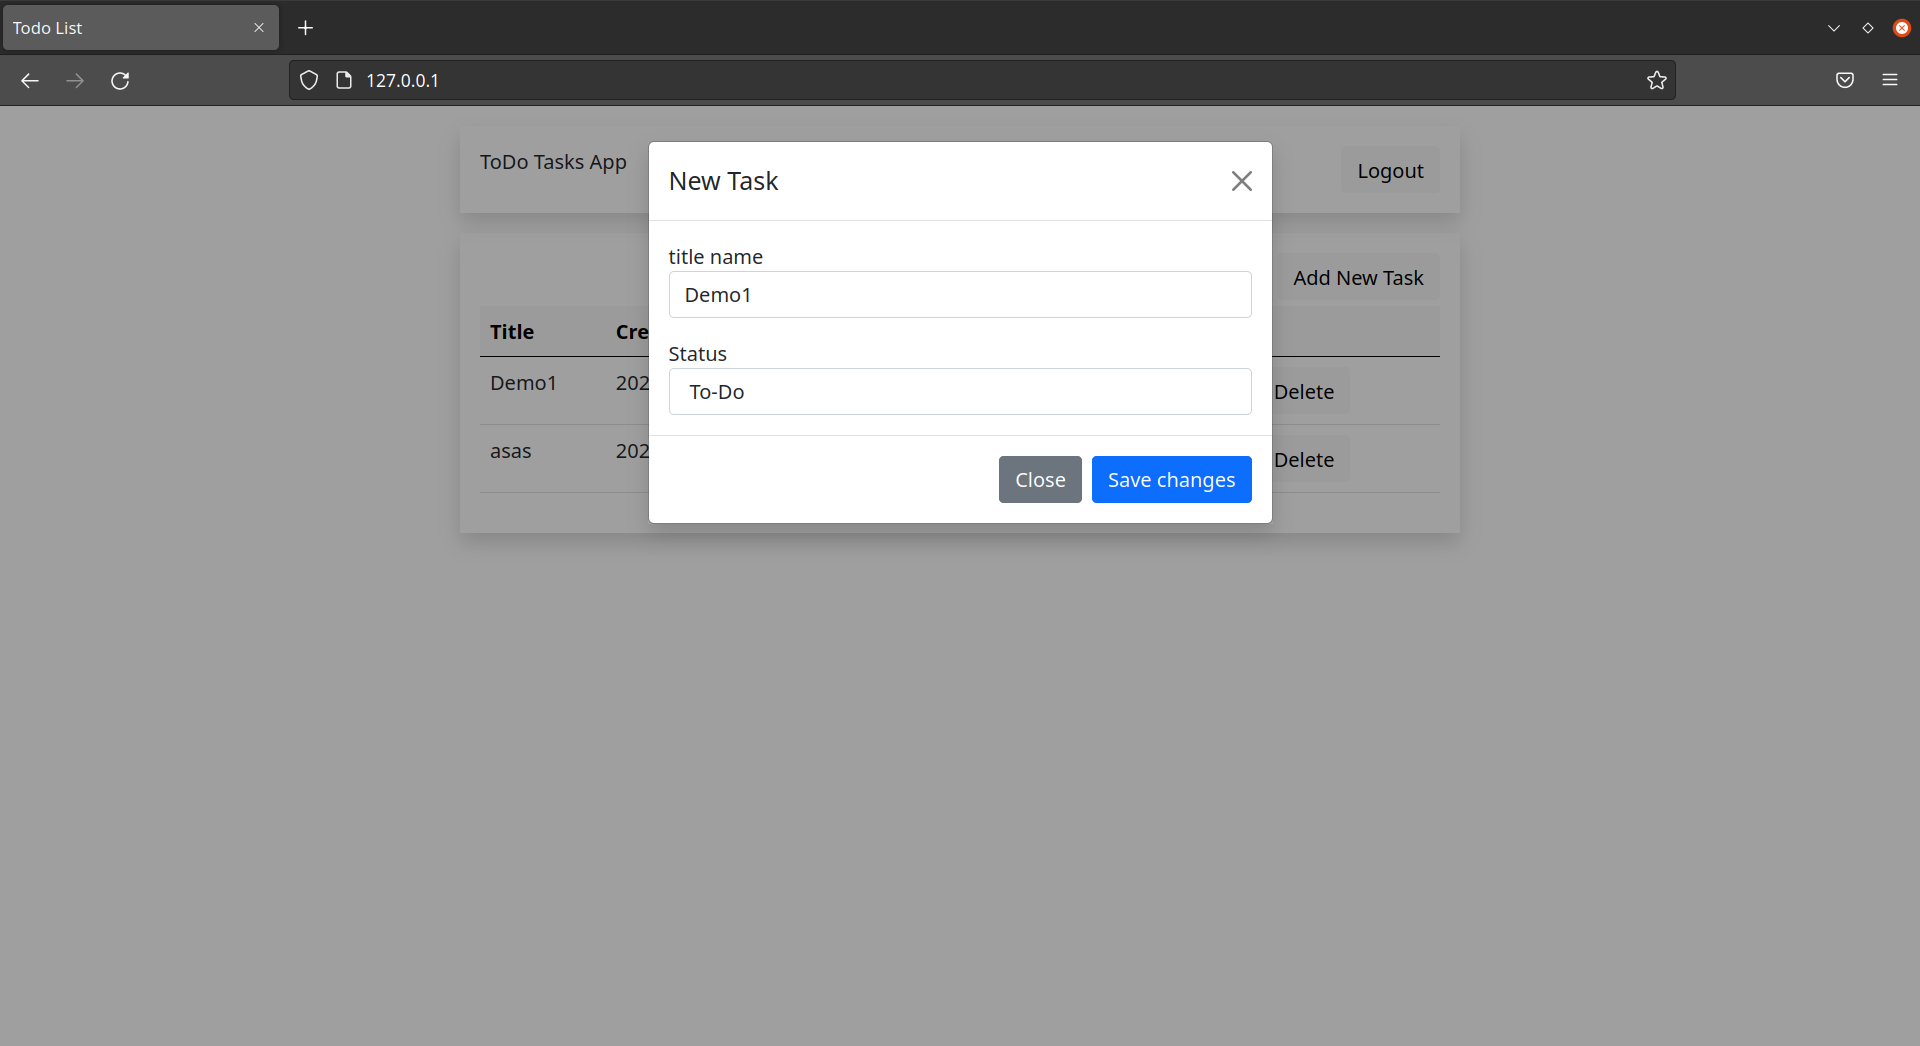 Todo List
127.0.0.1
ToDo Tasks App
Logout
New Task
title name
Demo1
Status
To-Do
Close
Save changes
Add New Task
Title Cre
Demo1 202 Delete
asas 202 Delete